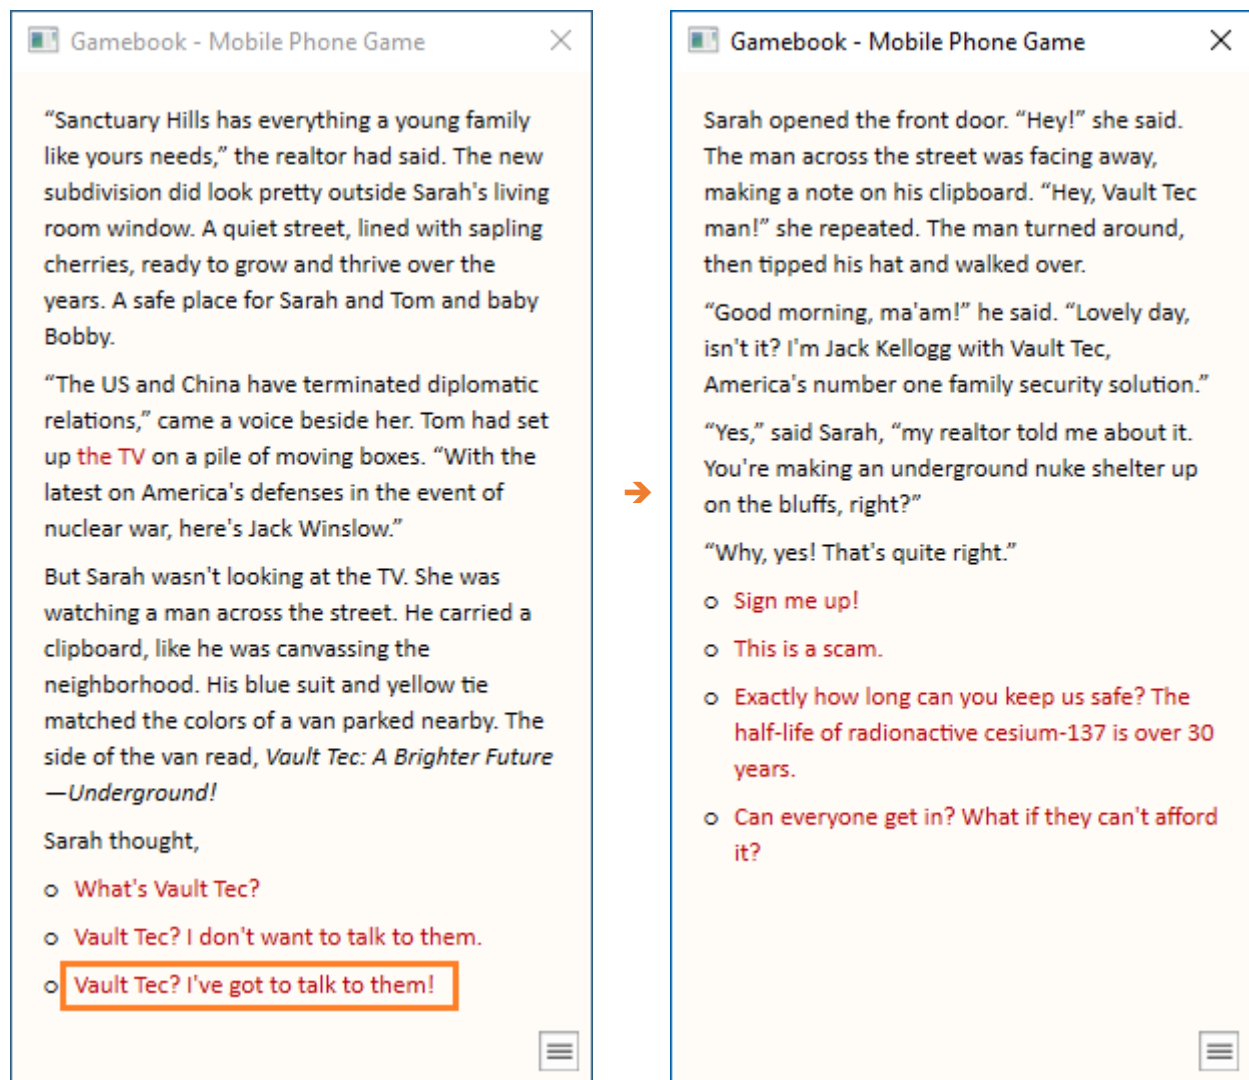 Gamebook - Mobile Phone Game
“Sanctuary Hills has everything a young family
like yours needs,” the realtor had said. The new
subdivision did look pretty outside Sarah's living
room window. A quiet street, lined with sapling
cherries, ready to grow and thrive over the
years. A safe place for Sarah and Tom and baby
Bobby.
“The US and China have terminated diplomatic
relations,” came a voice beside her. Tom had set
up the TV on a pile of moving boxes. “With the
latest on America's defenses in the event of
nuclear war, here's Jack Winslow.”
But Sarah wasn't looking at the TV. She was
watching a man across the street. He carried a
clipboard, like he was canvassing the
neighborhood. His blue suit and yellow tie
matched the colors of a van parked nearby. The
side of the van read, Vault Tec: A Brighter Future
—Underground!
Sarah thought,
What's Vault Tec?
Vault Tec? I don't want to talk to them.
Vault Tec? I've got to talk to them!
Gamebook - Mobile Phone Game
Sarah opened the front door. “Hey!” she said.
The man across the street was facing away,
making a note on his clipboard. “Hey, Vault Tec
man!” she repeated. The man turned around,
then tipped his hat and walked over.
“Good morning, ma'am!” he said. “Lovely day,
isn't it? I'm Jack Kellogg with Vault Tec,
America's number one family security solution.”
“Yes,” said Sarah, “my realtor told me about it.
You're making an underground nuke shelter up
on the bluffs, right?”
“Why, yes! That's quite right.”
Sign me up!
This is a scam.
Exactly how long can you keep us safe? The
half-life of radionactive cesium-137 is over 30
years.
Can everyone get in? What if they can't afford
it?